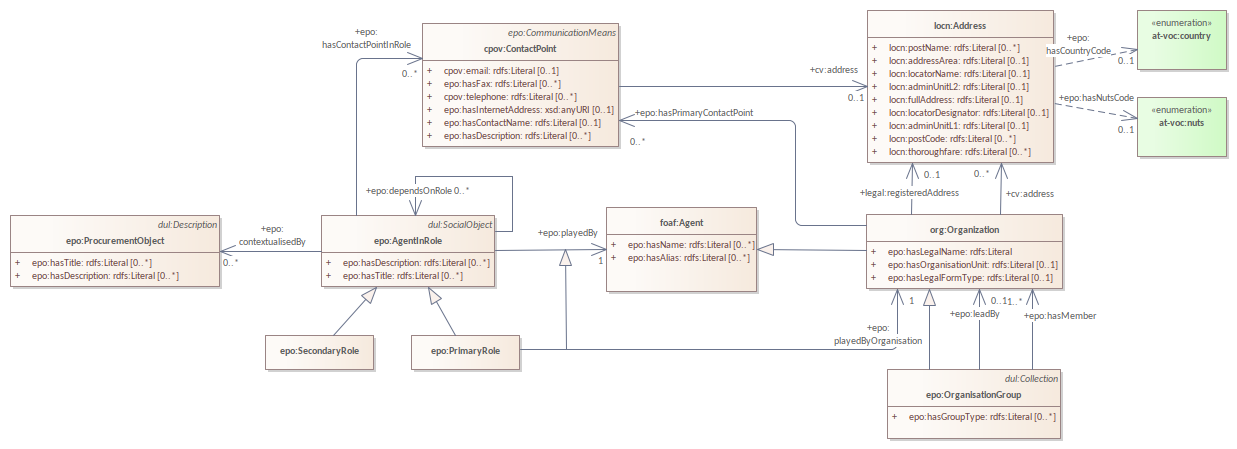 +epo:
hasContactPointInRole
0..*
epo:CommunicationMeans
cpov:ContactPoint
+ cpov:email: rdfs:Literal [0..1]
+ epo:hasFax: rdfs:Literal [0..*]
+ cpov:telephone: rdfs:Literal [0..*]
+ epo:hasInternetAddress: xsd:anyURI [0..1]
+ epo:hasContactName: rdfs:Literal [0..1]
+ epo:hasDescription: rdfs:Literal [0..*]
+cv:address
0..1
+epo:hasPrimaryContactPoint
0..*
locn:Address
+ locn:postName: rdfs:Literal [0..*]
+ locn:addressArea: rdfs:Literal [0..1]
+ locn:locatorName: rdfs:Literal [0..1]
+ locn:adminUnitL2: rdfs:Literal [0..1]
+ locn:fullAddress: rdfs:Literal [0..1]
+ locn:locatorDesignator: rdfs:Literal [0..1]
+ locn:adminUnitL1: rdfs:Literal [0..1]
+ locn:postCode: rdfs:Literal [0..*]
+ locn:thoroughfare: rdfs:Literal [0..*]
+epo:
hasCountryCode
0..1
«enumeration»
at-voc:country
+epo:hasNutsCode
0..1
«enumeration»
at-voc:nuts
0..1
+legal:registeredAddress
0..*
+cv:address
dul:Description
epo:ProcurementObject
+ epo:hasTitle: rdfs:Literal [0..*]
+ epo:hasDescription: rdfs:Literal [0..*]
+epo:
contextualisedBy
0..*
+epo:dependsOnRole 0..*
dul:SocialObject
epo:AgentInRole
+ epo:hasDescription: rdfs:Literal [0..*]
+ epo:hasTitle: rdfs:Literal [0..*]
+epo:playedBy
1
foaf:Agent
+ epo:hasName: rdfs:Literal [0..*]
+ epo:hasAlias: rdfs:Literal [0..*]
org:Organization
+ epo:hasLegalName: rdfs:Literal
+ epo:hasOrganisationUnit: rdfs:Literal [0..1]
+ epo:hasLegalFormType: rdfs:Literal [0..1]
epo:SecondaryRole
epo:PrimaryRole
1
+epo:
playedByOrganisation
0..1
+epo:leadBy
1..*
+epo:hasMember
dul:Collection
epo:OrganisationGroup
+ epo:hasGroupType: rdfs:Literal [0..*]